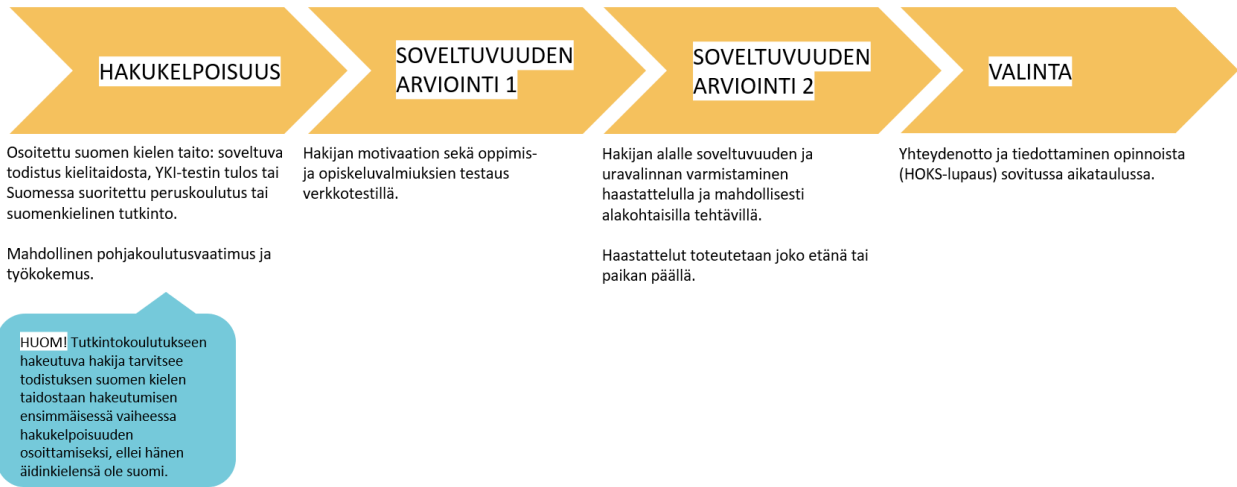 HAKUKELPOISUUS
Osoitettu suomen kielen taito: soveltuva
todistus kielitaidosta, YKI-testin tulos tai
Suomessa suoritettu peruskoulutus tai
suomenkielinen tutkinto.
Mahdollinen pohjakoulutusvaatimus ja
työkokemus.
HUOM! Tutkintokoulutukseen
hakeutuva hakija tarvitsee
todistuksen suomen kielen
taidostaan hakeutumisen
ensimmäisessä vaiheessa
hakukelpoisuuden
osoittamiseksi, ellei hänen
äidinkielensä ole suomi.
SOVELTUVUUDEN
ARVIOINTI 1
Hakijan motivaation sekä oppimis-
ja opiskeluvalmiuksien testaus
verkkotestillä.
SOVELTUVUUDEN
ARVIOINTI 2
Hakijan alalle soveltuvuuden ja
uravalinnan varmistaminen
haastattelulla ja mahdollisesti
alakohtaisilla tehtävillä.
Haastattelut toteutetaan joko etänä tai
paikan päällä.
VALINTA
Yhteydenotto ja tiedottaminen opinnoista
(HOKS-lupaus) sovitussa aikataulussa.